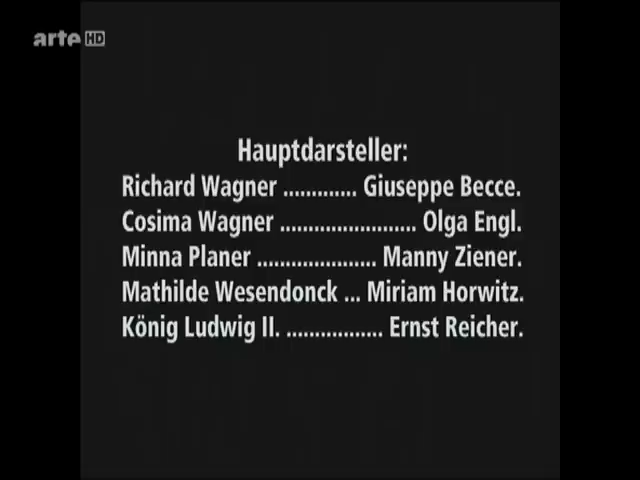 arte HD
Hauptdarsteller:
Richard Wagner ............. Giuseppe Becce.
Cosima Wagner ........................ Olga Engl.
Minna Planer ..................... Manny Ziener.
Mathilde Wesendonck ... Miriam Horwitz.
König Ludwig II. ................. Ernst Reicher.